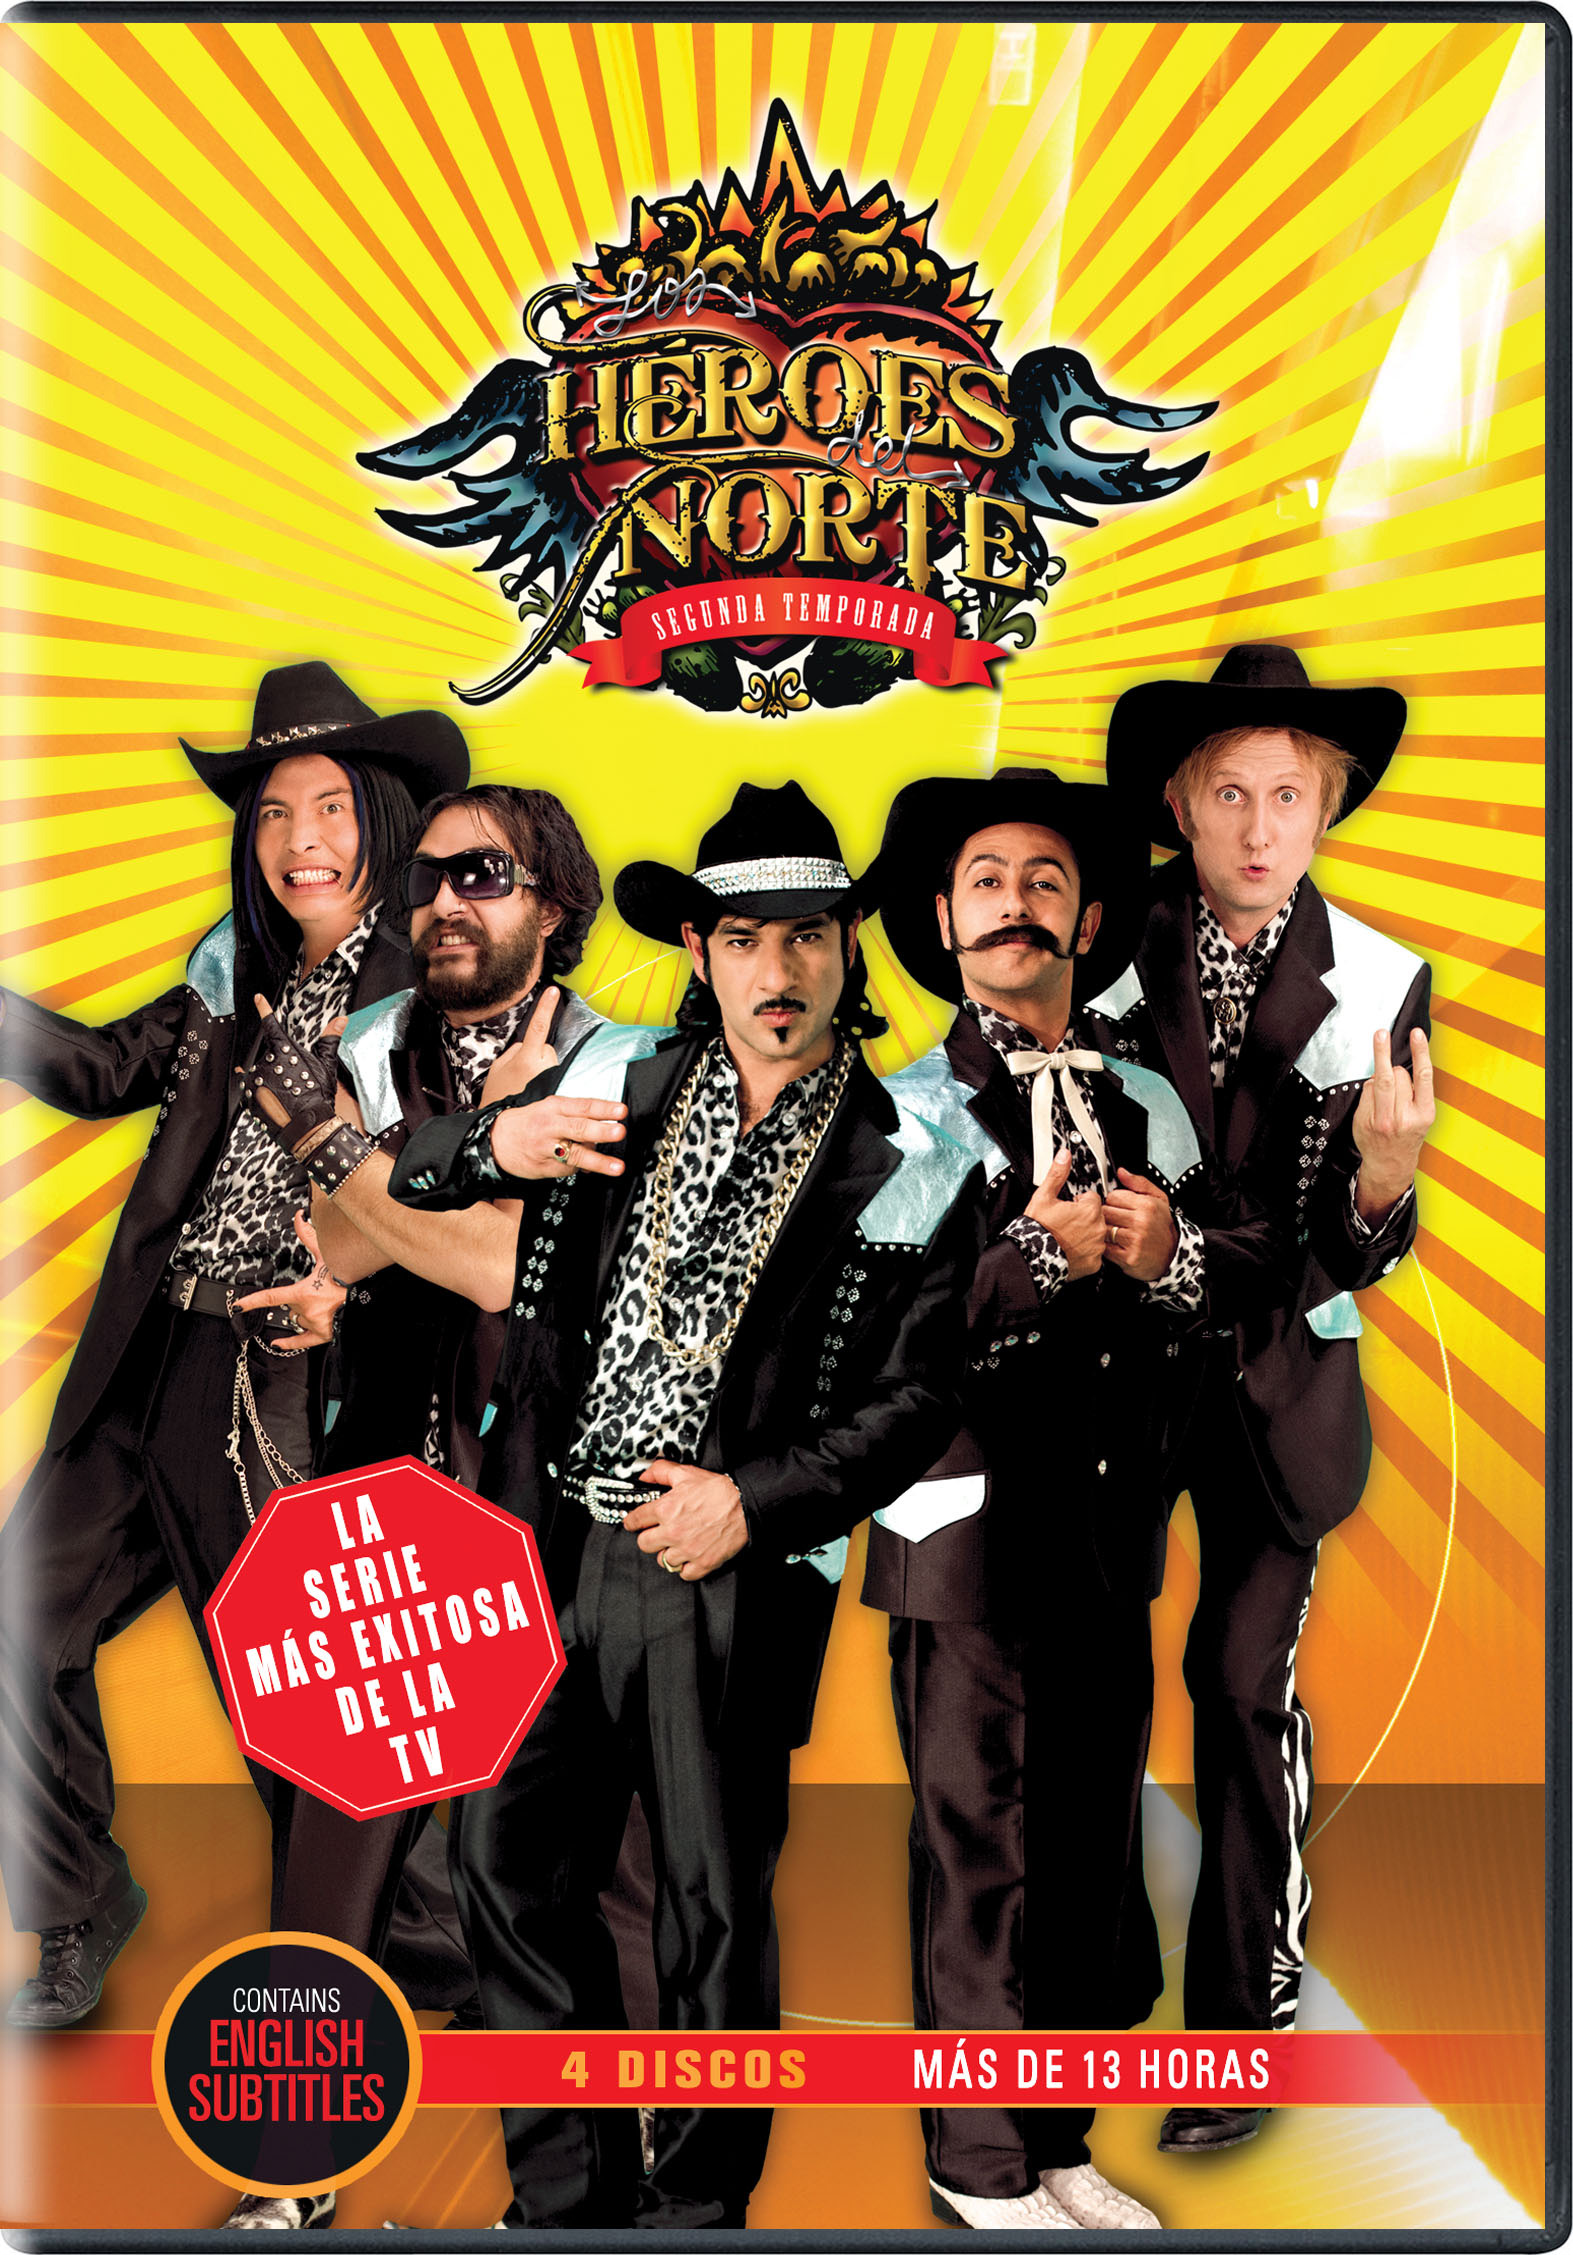 Los
HÉROES
del
NORTE
SEGUNDA TEMPORADA
LA
SERIE
MÁS EXITOSA
DE LA
TV
CONTAINS
ENGLISH
SUBTITLES
4 DISCOS MÁS DE 13 HORAS